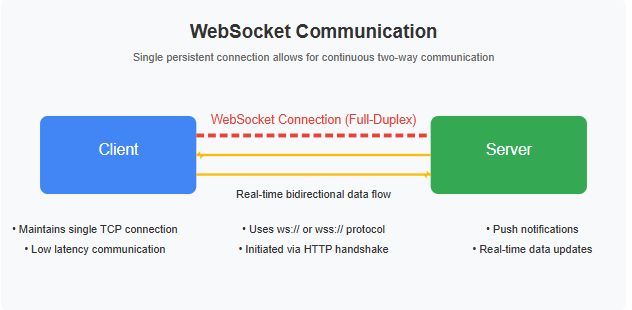 WebSocket Communication
Single persistent connection allows for continuous two-way communication
WebSocket Connection (Full-Duplex)
Client
Server
Real-time bidirectional data flow
• Maintains single TCP connection
• Low latency communication
• Uses ws:// or wss:// protocol
• Initiated via HTTP handshake
• Push notifications
• Real-time data updates